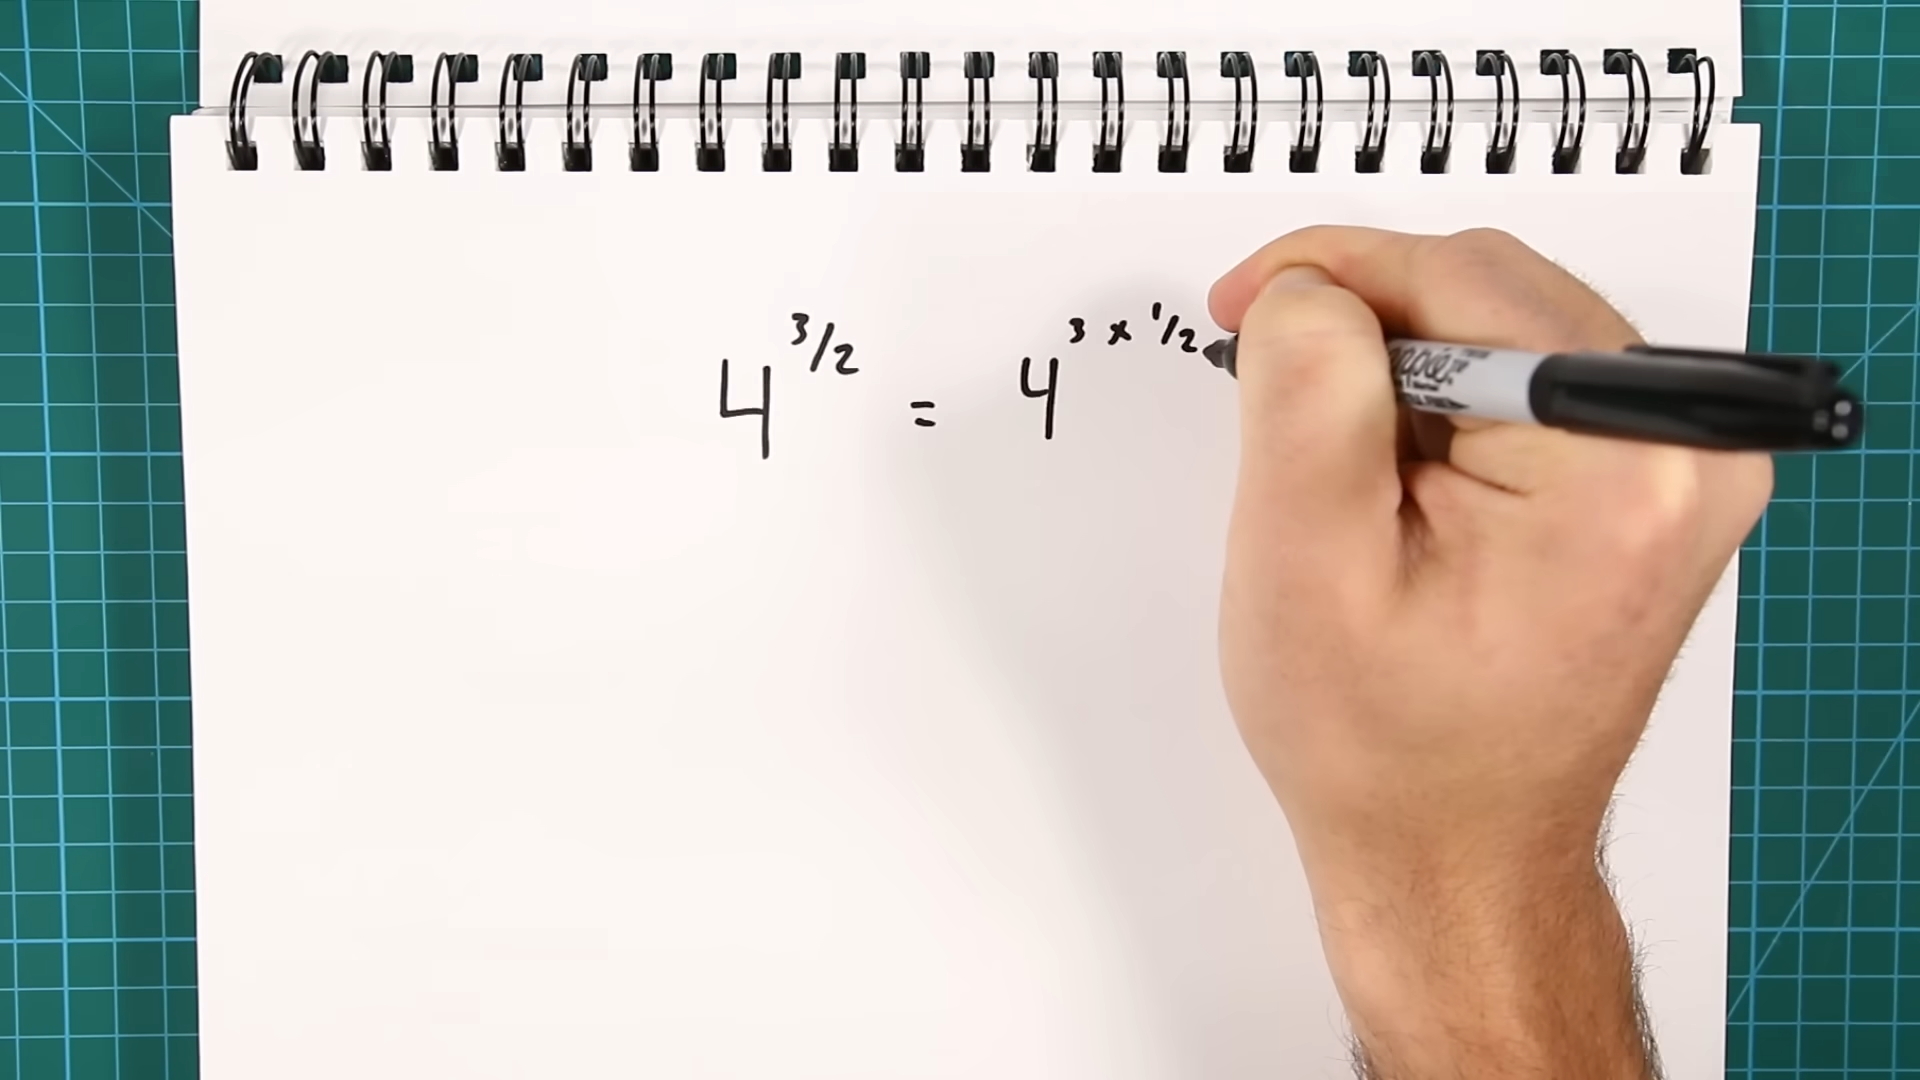 4^3/2 = 4^3 x 1/2